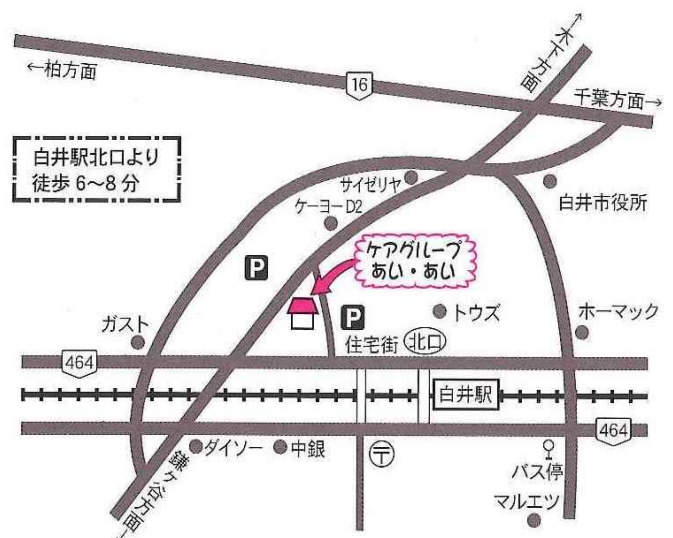 ←柏方面
16
木下方面→
千葉方面→
白井駅北口より
徒歩 6〜8 分
サイゼリヤ
ケーヨーD2
白井市役所
ケアグループ
あい・あい
P
P
ガスト
トウズ
ホーマック
住宅街
北口
464
白井駅
464
ダイソー
中銀
〒
バス停
マルエツ
鎌ヶ谷方面→